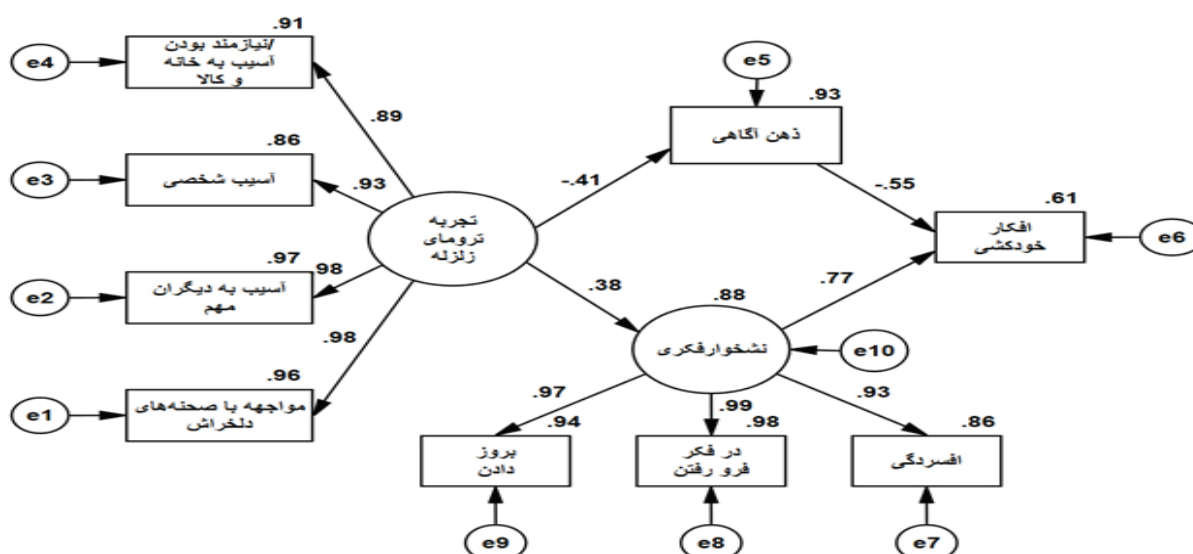 .91
e4
نیازمند بودن/
آسیب به خانه
و کالا
.89
e5
.93
ذهن آگاهی
.86
e3
آسیب شخصی
.93
-.41
-.55
تجربه
ترومای
زلزله
.61
افکار
خودکشی
e6
.97
e2
آسیب به دیگران
مهم
.98
.38
.88
.77
نشخوارفکری
e10
.98
.96
e1
مواجهه با صحنه‌های
دلخراش
.97
.99
.93
.94
.98
.86
بروز
دادن
در فکر
فرو رفتن
افسردگی
e9
e8
e7